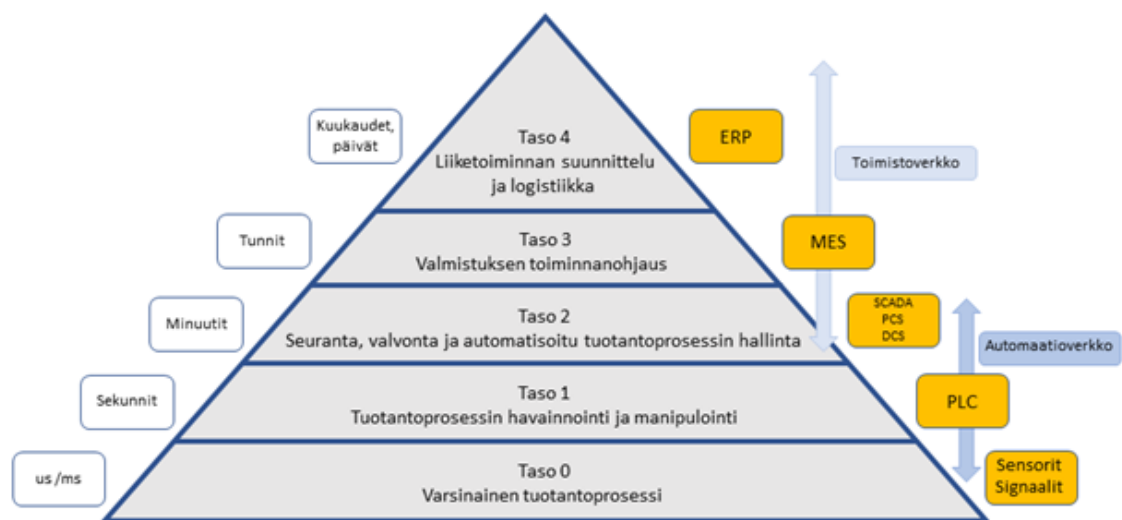 Kuukaudet,
päivät
Taso 4
Liiketoiminnan suunnittelu
ja logistiikka
ERP
Toimistoverkko
Tunnit
Taso 3
Valmistuksen toiminnanohjaus
MES
Minuutit
Taso 2
Seuranta, valvonta ja automatisoitu tuotantoprosessin hallinta
SCADA
PCS
DCS
Automaatioverkko
Sekunnit
Taso 1
Tuotantoprosessin havainnointi ja manipulointi
PLC
us /ms
Taso 0
Varsinainen tuotantoprosessi
Sensorit
Signaalit